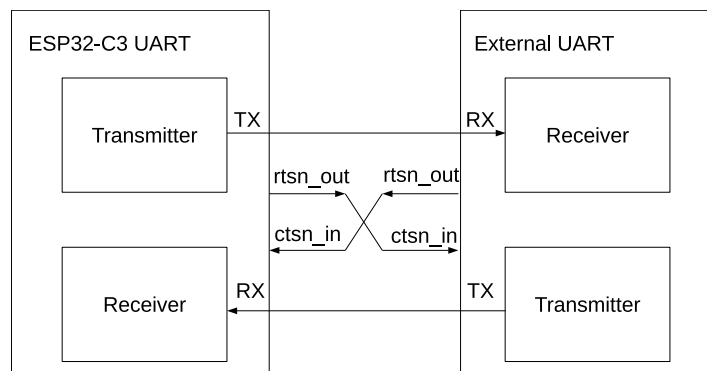 ESP32-C3 UART
External UART
Transmitter
TX
RX
Receiver
rtsn_out
rtsn_out
ctsn_in
ctsn_in
Receiver
RX
TX
Transmitter